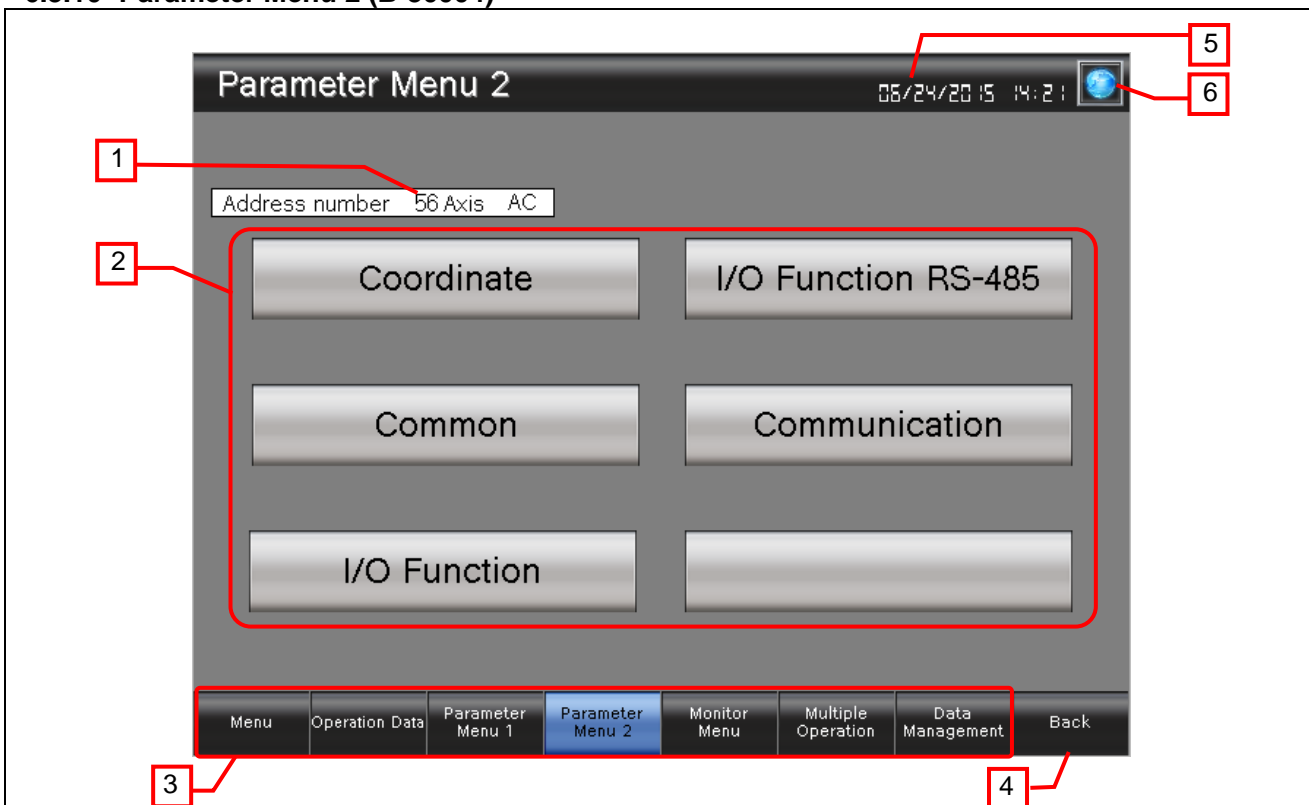 Parameter Menu 2
06/24/2015 14:21
5
6
1
Address number 56 Axis AC
2
Coordinate
I/O Function RS-485
Common
Communication
I/O Function
Menu
Operation Data
Parameter
Menu 1
Parameter
Menu 2
Monitor
Menu
Multiple
Operation
Data
Management
Back
3
4